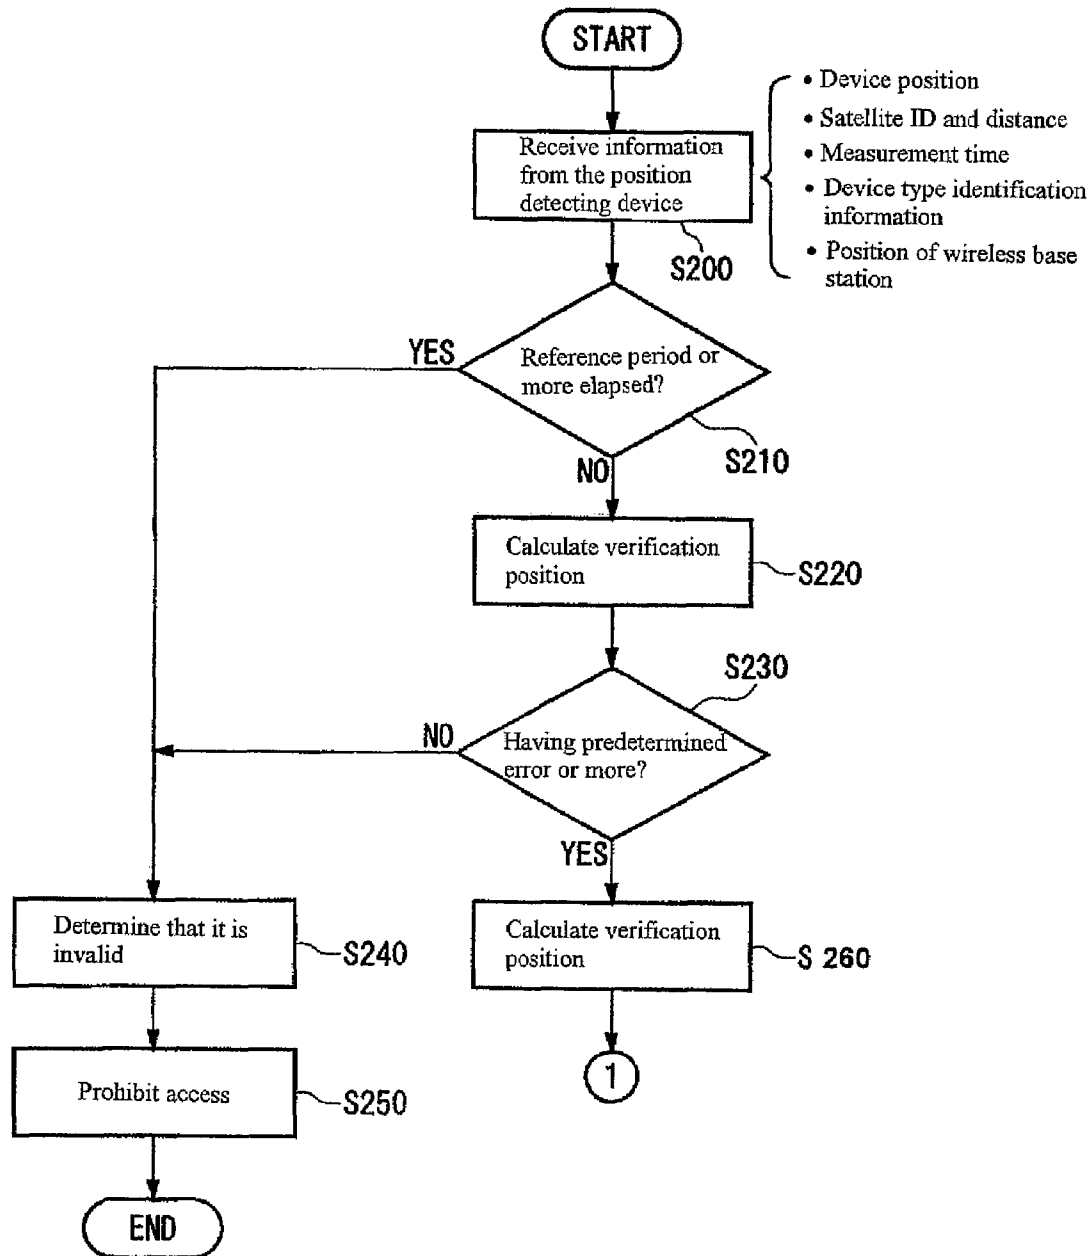 START
Receive information
from the position
detecting device
S200
• Device position
• Satellite ID and distance
• Measurement time
• Device type identification
information
• Position of wireless base
station
YES
Reference period or
more elapsed?
S210
NO
Calculate verification
position
S220
S230
NO
Having predetermined
error or more?
YES
Determine that it is
invalid
S240
Calculate verification
position
S 260
Prohibit access
S250
1
END